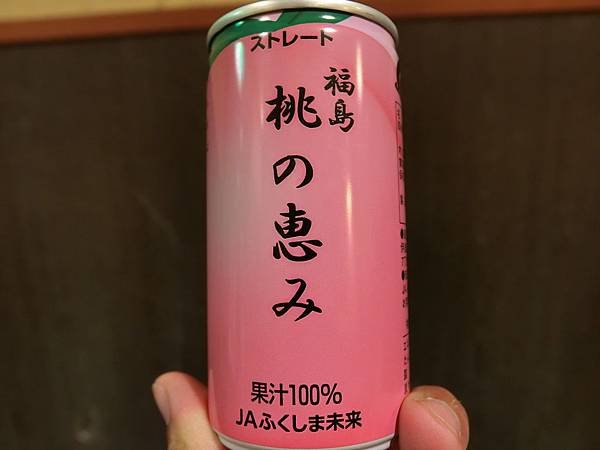 ストレート
福島
桃の恵み
果汁100%
JAふくしま未来